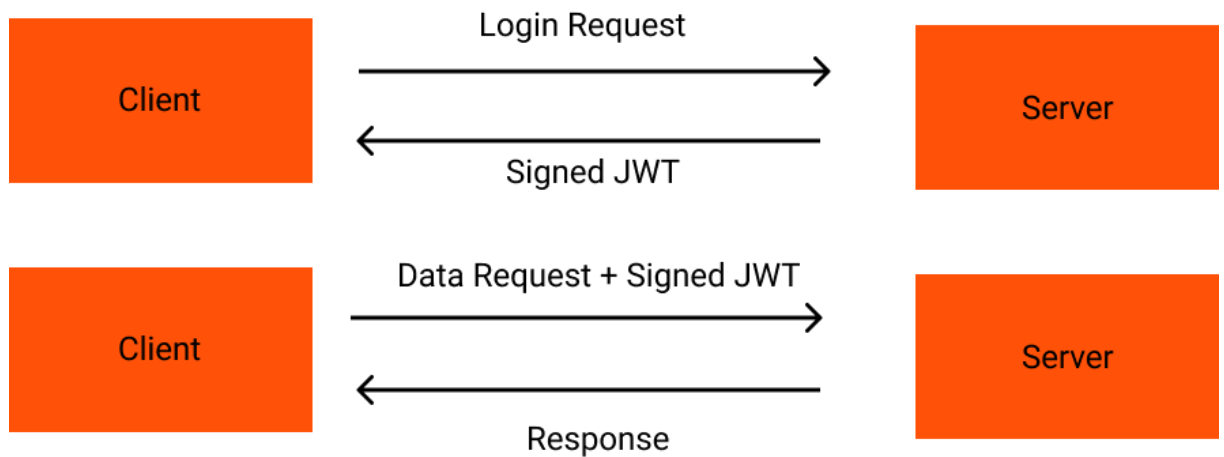 Login Request
Client
Server
Signed JWT
Data Request + Signed JWT
Client
Server
Response